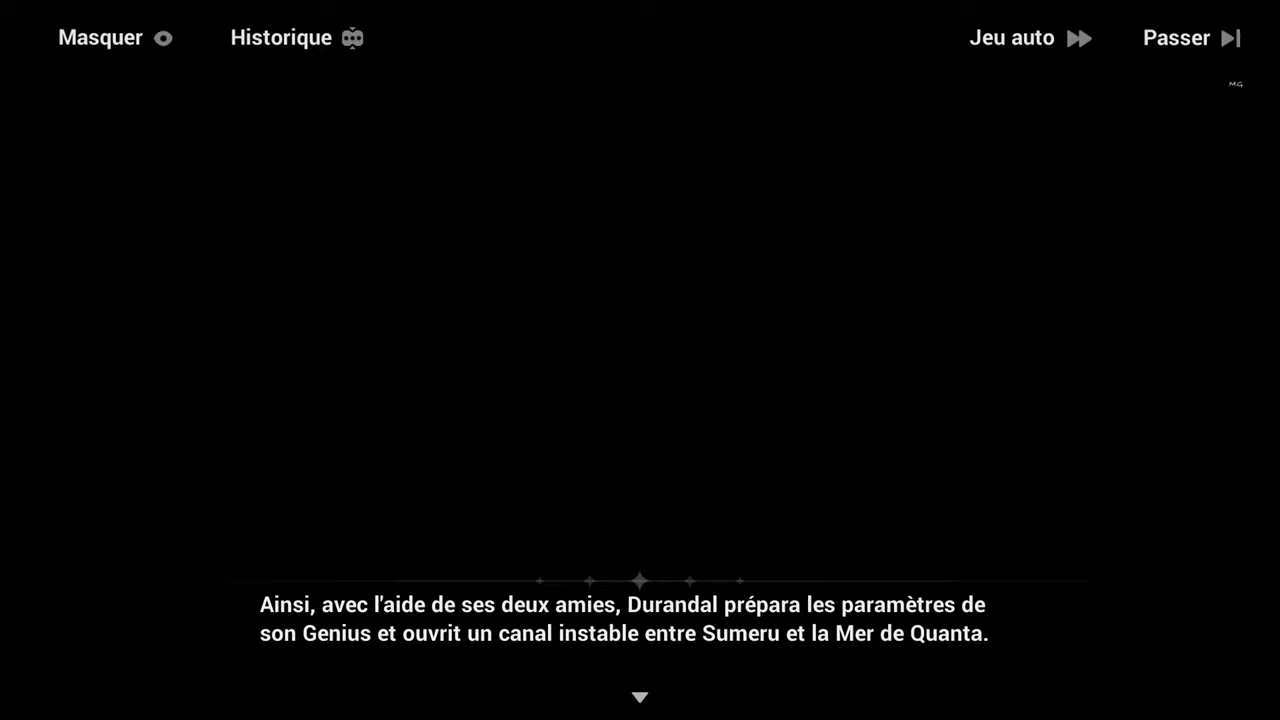 Masquer
Historique
Jeu auto
Passer
MG
Ainsi, avec l'aide de ses deux amies, Durandal prépara les paramètres de
son Genius et ouvrit un canal instable entre Sumeru et la Mer de Quanta.